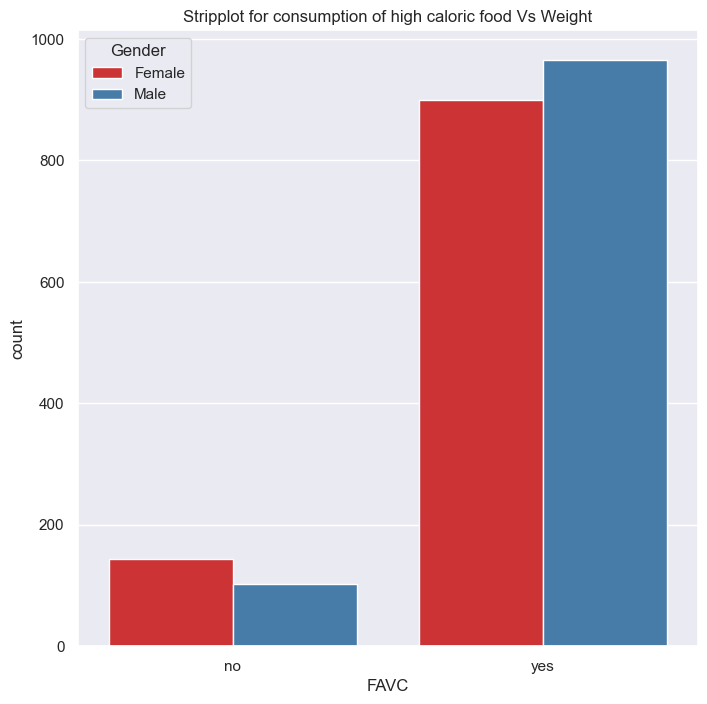 Stripplot for consumption of high caloric food Vs Weight
1000
800
600
400
200
0
count
Gender
Female
Male
no
yes
FAVC